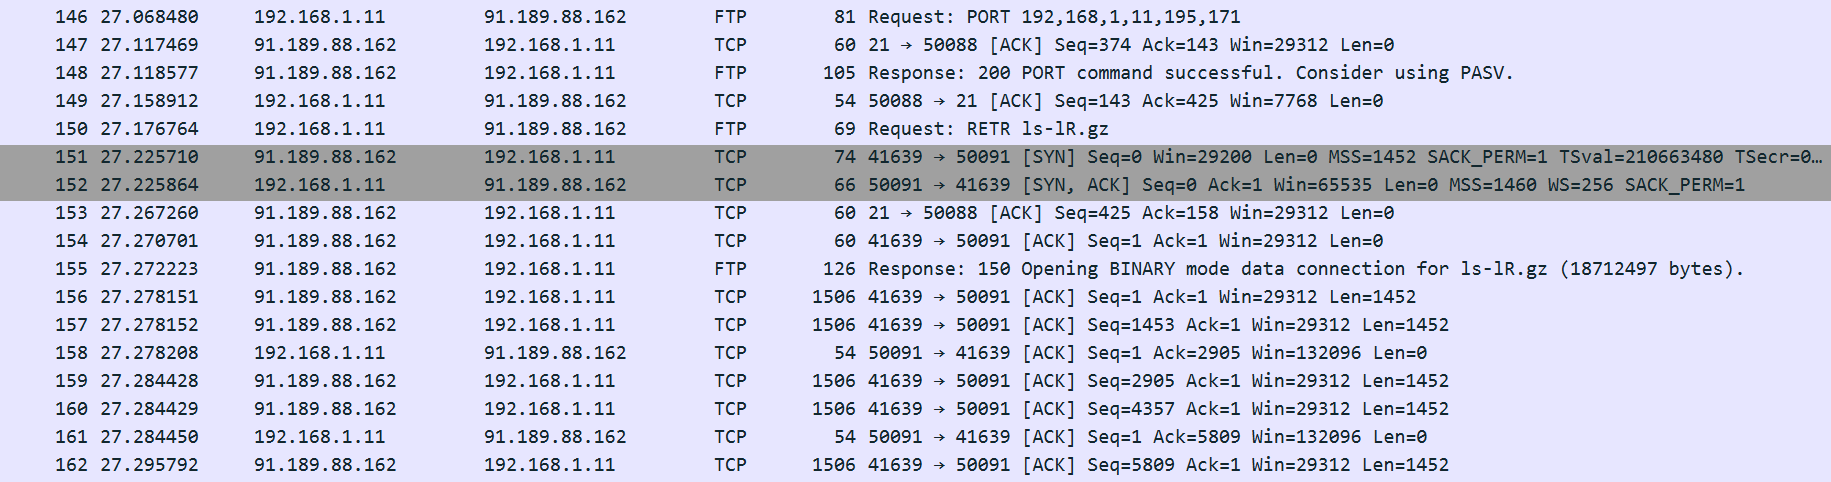 146 27.068480 192.168.1.11 91.189.88.162 FTP 81 Request: PORT 192,168,1,11,195,171
147 27.117469 91.189.88.162 192.168.1.11 TCP 60 21 → 50088 [ACK] Seq=374 Ack=143 Win=29312 Len=0
148 27.118577 91.189.88.162 192.168.1.11 FTP 105 Response: 200 PORT command successful. Consider using PASV.
149 27.158912 192.168.1.11 91.189.88.162 TCP 54 50088 → 21 [ACK] Seq=143 Ack=425 Win=7768 Len=0
150 27.176764 192.168.1.11 91.189.88.162 FTP 69 Request: RETR ls-lR.gz
151 27.225710 91.189.88.162 192.168.1.11 TCP 74 41639 → 50091 [SYN] Seq=0 Win=29200 Len=0 MSS=1452 SACK_PERM=1 TSval=210663480 TSecr=0…
152 27.225864 192.168.1.11 91.189.88.162 TCP 66 50091 → 41639 [SYN, ACK] Seq=0 Ack=1 Win=65535 Len=0 MSS=1460 WS=256 SACK_PERM=1
153 27.267260 91.189.88.162 192.168.1.11 TCP 60 21 → 50088 [ACK] Seq=425 Ack=158 Win=29312 Len=0
154 27.270701 91.189.88.162 192.168.1.11 TCP 60 41639 → 50091 [ACK] Seq=1 Ack=1 Win=29312 Len=0
155 27.272223 91.189.88.162 192.168.1.11 FTP 126 Response: 150 Opening BINARY mode data connection for ls-lR.gz (18712497 bytes).
156 27.278151 91.189.88.162 192.168.1.11 TCP 1506 41639 → 50091 [ACK] Seq=1 Ack=1 Win=29312 Len=1452
157 27.278152 91.189.88.162 192.168.1.11 TCP 1506 41639 → 50091 [ACK] Seq=1453 Ack=1 Win=29312 Len=1452
158 27.278208 192.168.1.11 91.189.88.162 TCP 54 50091 → 41639 [ACK] Seq=1 Ack=2905 Win=132096 Len=0
159 27.284428 91.189.88.162 192.168.1.11 TCP 1506 41639 → 50091 [ACK] Seq=2905 Ack=1 Win=29312 Len=1452
160 27.284429 91.189.88.162 192.168.1.11 TCP 1506 41639 → 50091 [ACK] Seq=4357 Ack=1 Win=29312 Len=1452
161 27.284450 192.168.1.11 91.189.88.162 TCP 54 50091 → 41639 [ACK] Seq=1 Ack=5809 Win=132096 Len=0
162 27.295792 91.189.88.162 192.168.1.11 TCP 1506 41639 → 50091 [ACK] Seq=5809 Ack=1 Win=29312 Len=1452